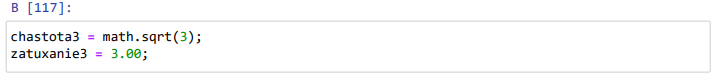 В [117]:
chastota3 = math.sqrt(3);
zatuxanie3 = 3.00;